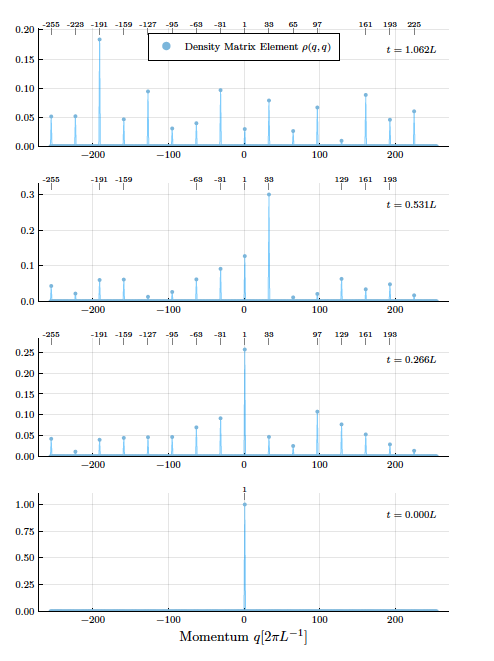 -255 -223 -191 -159 -127 -95 -63 -31 1 33 65 97 161 193 225
0.20
Density Matrix Element ρ(q, q)
t = 1.062L
0.15
0.10
0.05
0.00
−200 −100 0 100 200
-255 -191 -159 -63 -31 1 33 129 161 193
0.3
t = 0.531L
0.2
0.1
0.0
−200 −100 0 100 200
-255 -191 -159 -127 -95 -63 -31 1 33 97 129 161 193
0.25
t = 0.266L
0.20
0.15
0.10
0.05
0.00
−200 −100 0 100 200
1
1.00
t = 0.000L
0.75
0.50
0.25
0.00
−200 −100 0 100 200
Momentum q[2πL⁻¹]